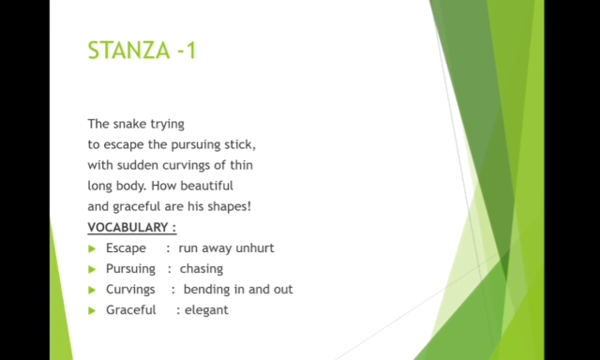 STANZA -1
The snake trying
to escape the pursuing stick,
with sudden curvings of thin
long body. How beautiful
and graceful are his shapes!
VOCABULARY :
Escape : run away unhurt
Pursuing : chasing
Curvings : bending in and out
Graceful : elegant